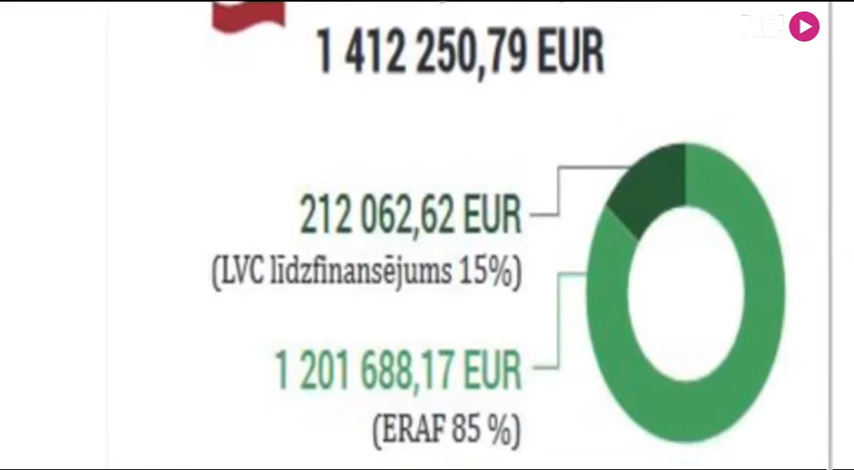 1 412 250,79 EUR
212 062,62 EUR
(LVC līdzfinansējums 15%)
1 201 688,17 EUR
(ERAF 85 %)